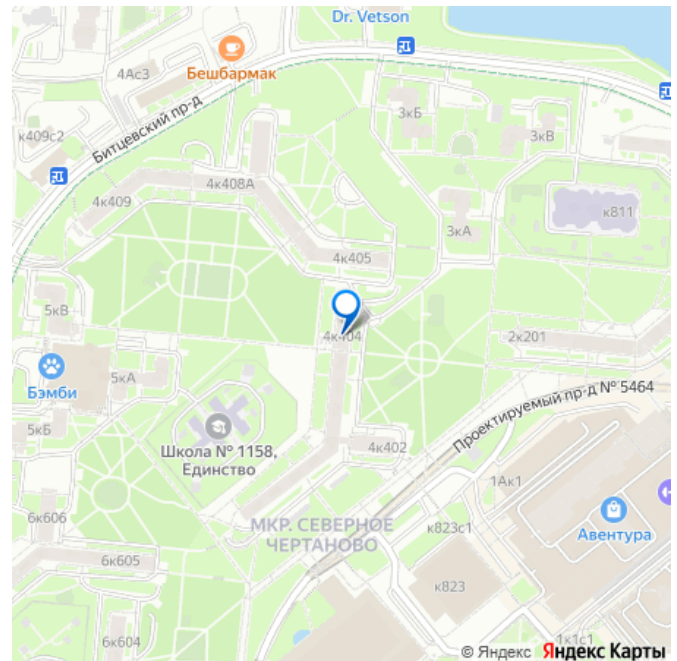 Dr. Vetson
4Ас3
Бешбармак
3кБ
3кВ
к409с2
Битцевский пр-д
4к408А
4к409
к811
3кА
4к405
5кВ
4к404
2к201
Бэмби
5кА
Проектируемый пр-д № 5464
5кБ
Школа № 1158,
Единство
4к402
1Ак1
6к606
МКР. СЕВЕРНОЕ
ЧЕРТАНОВО
к823с1
Авентура
6к605
к823
6к604
1к1с1
© Яндекс Яндекс Карты